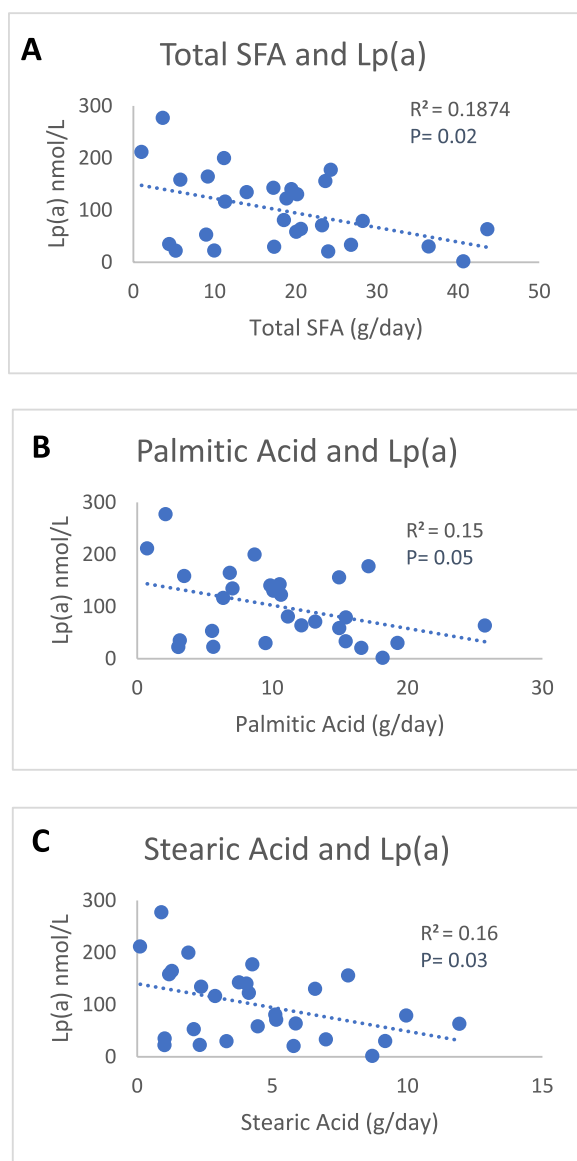 A
Total SFA and Lp(a)
R² = 0.1874
P= 0.02
Lp(a) nmol/L
300
200
100
0
0 10 20 30 40 50
Total SFA (g/day)
B
Palmitic Acid and Lp(a)
R² = 0.15
P= 0.05
Lp(a) nmol/L
300
200
100
0
0 10 20 30
Palmitic Acid (g/day)
C
Stearic Acid and Lp(a)
R² = 0.16
P= 0.03
Lp(a) nmol/L
300
200
100
0
0 5 10 15
Stearic Acid (g/day)